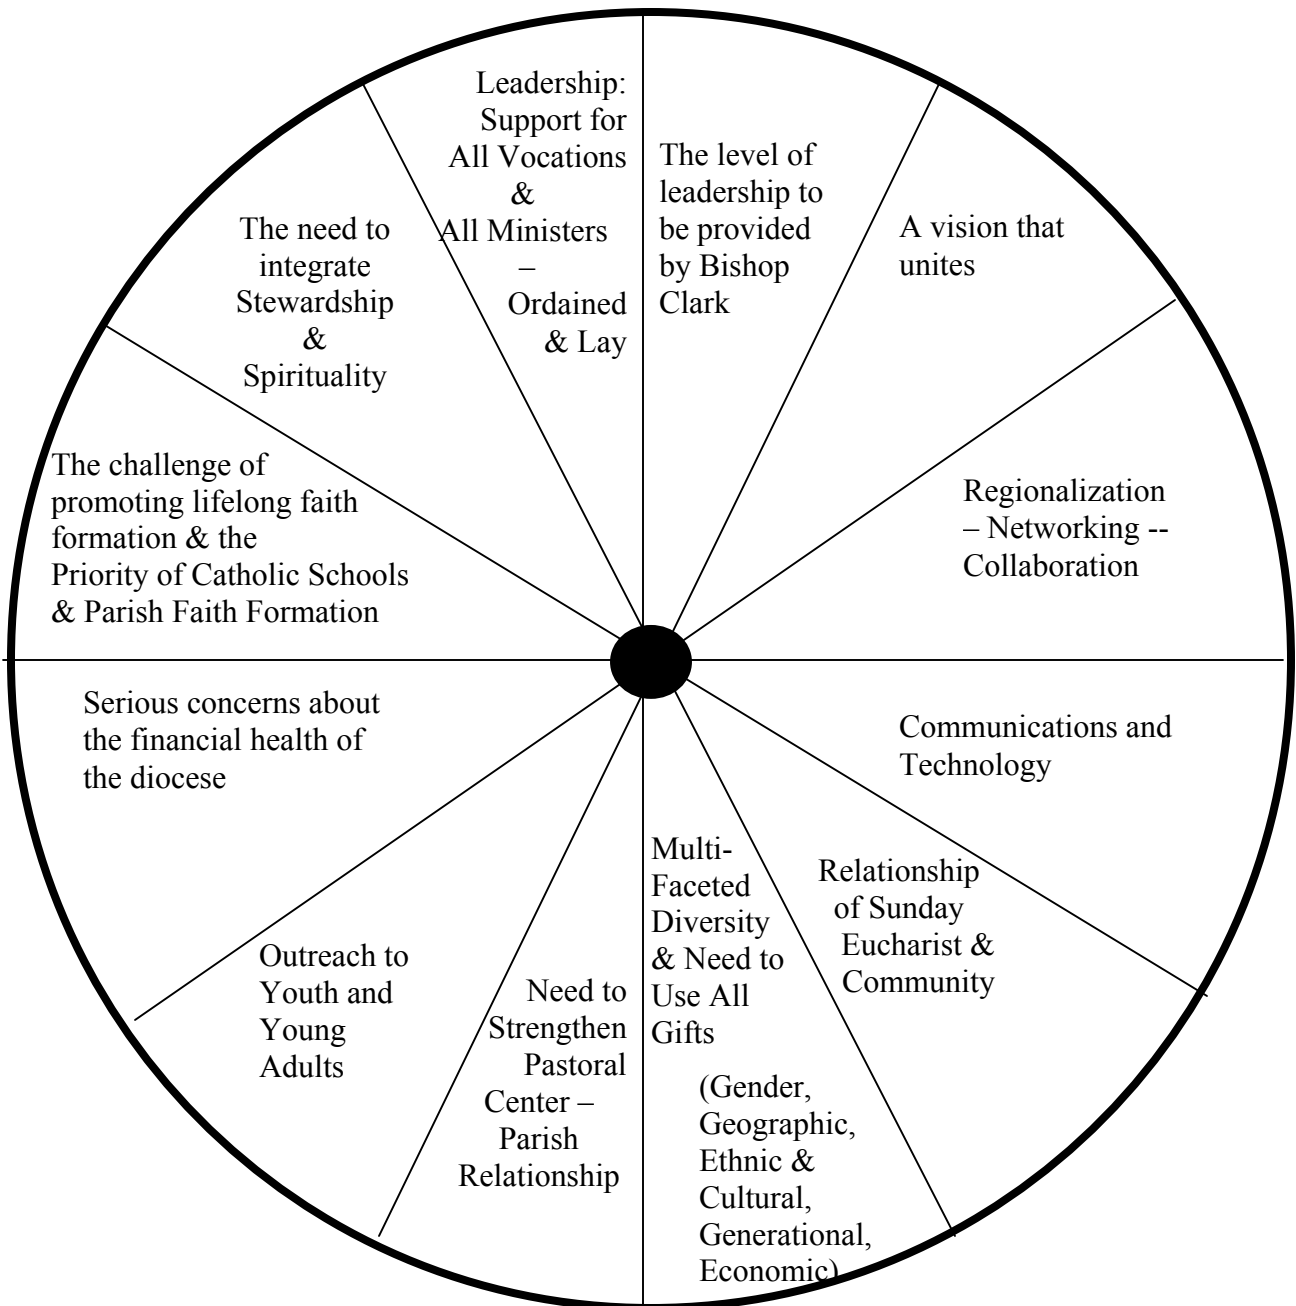 The level of
leadership to
be provided
by Bishop
Clark
A vision that
unites
Regionalization
– Networking --
Collaboration
Communications and
Technology
Relationship
of Sunday
Eucharist &
Community
Multi-
Faceted
Diversity
& Need to
Use All
Gifts
(Gender,
Geographic,
Ethnic &
Cultural,
Generational,
Economic)
Need to
Strengthen
Pastoral
Center –
Parish
Relationship
Outreach to
Youth and
Young
Adults
Serious concerns about
the financial health of
the diocese
The challenge of
promoting lifelong faith
formation & the
Priority of Catholic Schools
& Parish Faith Formation
The need to
integrate
Stewardship
&
Spirituality
Leadership:
Support for
All Vocations
&
All Ministers
–
Ordained
& Lay